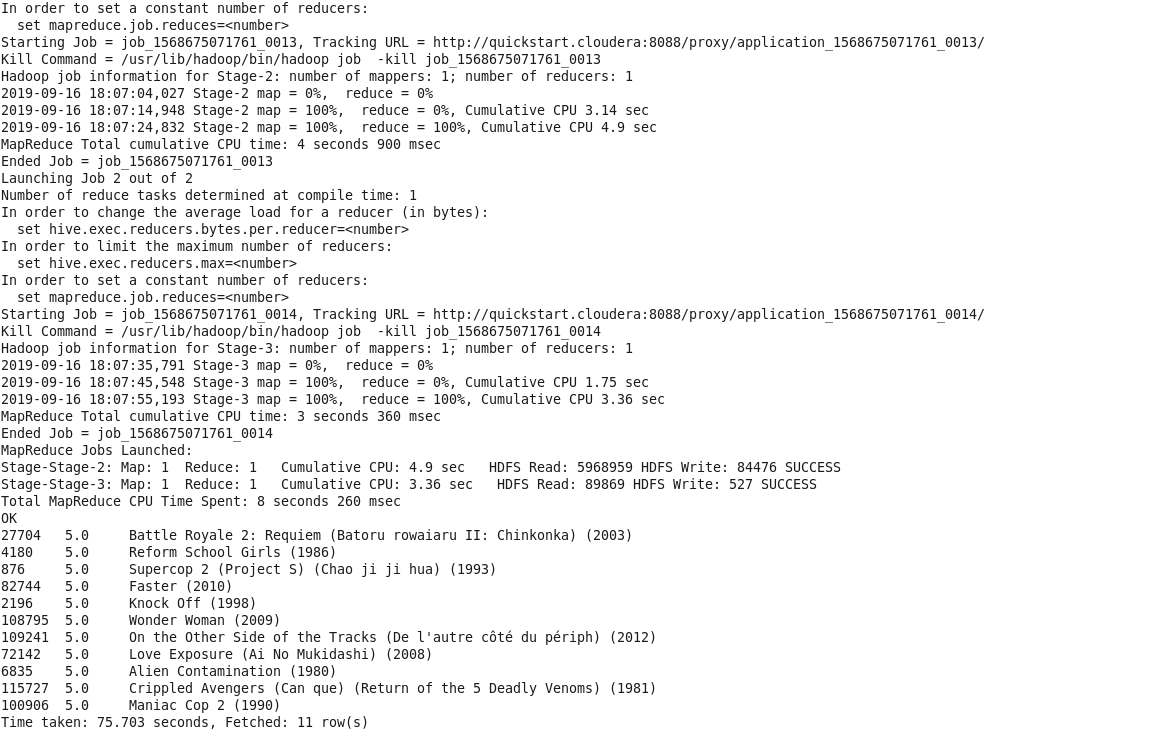 In order to set a constant number of reducers:
  set mapreduce.job.reduces=<number>
Starting Job = job_1568675071761_0013, Tracking URL = http://quickstart.cloudera:8088/proxy/application_1568675071761_0013/
Kill Command = /usr/lib/hadoop/bin/hadoop job  -kill job_1568675071761_0013
Hadoop job information for Stage-2: number of mappers: 1; number of reducers: 1
2019-09-16 18:07:04,027 Stage-2 map = 0%,  reduce = 0%
2019-09-16 18:07:14,948 Stage-2 map = 100%,  reduce = 0%, Cumulative CPU 3.14 sec
2019-09-16 18:07:24,832 Stage-2 map = 100%,  reduce = 100%, Cumulative CPU 4.9 sec
MapReduce Total cumulative CPU time: 4 seconds 900 msec
Ended Job = job_1568675071761_0013
Launching Job 2 out of 2
Number of reduce tasks determined at compile time: 1
In order to change the average load for a reducer (in bytes):
  set hive.exec.reducers.bytes.per.reducer=<number>
In order to limit the maximum number of reducers:
  set hive.exec.reducers.max=<number>
In order to set a constant number of reducers:
  set mapreduce.job.reduces=<number>
Starting Job = job_1568675071761_0014, Tracking URL = http://quickstart.cloudera:8088/proxy/application_1568675071761_0014/
Kill Command = /usr/lib/hadoop/bin/hadoop job  -kill job_1568675071761_0014
Hadoop job information for Stage-3: number of mappers: 1; number of reducers: 1
2019-09-16 18:07:35,791 Stage-3 map = 0%,  reduce = 0%
2019-09-16 18:07:45,548 Stage-3 map = 100%,  reduce = 0%, Cumulative CPU 1.75 sec
2019-09-16 18:07:55,193 Stage-3 map = 100%,  reduce = 100%, Cumulative CPU 3.36 sec
MapReduce Total cumulative CPU time: 3 seconds 360 msec
Ended Job = job_1568675071761_0014
MapReduce Jobs Launched:
Stage-Stage-2: Map: 1  Reduce: 1   Cumulative CPU: 4.9 sec   HDFS Read: 5968959 HDFS Write: 84476 SUCCESS
Stage-Stage-3: Map: 1  Reduce: 1   Cumulative CPU: 3.36 sec   HDFS Read: 89869 HDFS Write: 527 SUCCESS
Total MapReduce CPU Time Spent: 8 seconds 260 msec
OK
27704   5.0     Battle Royale 2: Requiem (Batoru rowaiaru II: Chinkonka) (2003)
4180    5.0     Reform School Girls (1986)
876     5.0     Supercop 2 (Project S) (Chao ji ji hua) (1993)
82744   5.0     Faster (2010)
2196    5.0     Knock Off (1998)
108795  5.0     Wonder Woman (2009)
109241  5.0     On the Other Side of the Tracks (De l'autre côté du périph) (2012)
72142   5.0     Love Exposure (Ai No Mukidashi) (2008)
6835    5.0     Alien Contamination (1980)
115727  5.0     Crippled Avengers (Can que) (Return of the 5 Deadly Venoms) (1981)
100906  5.0     Maniac Cop 2 (1990)
Time taken: 75.703 seconds, Fetched: 11 row(s)